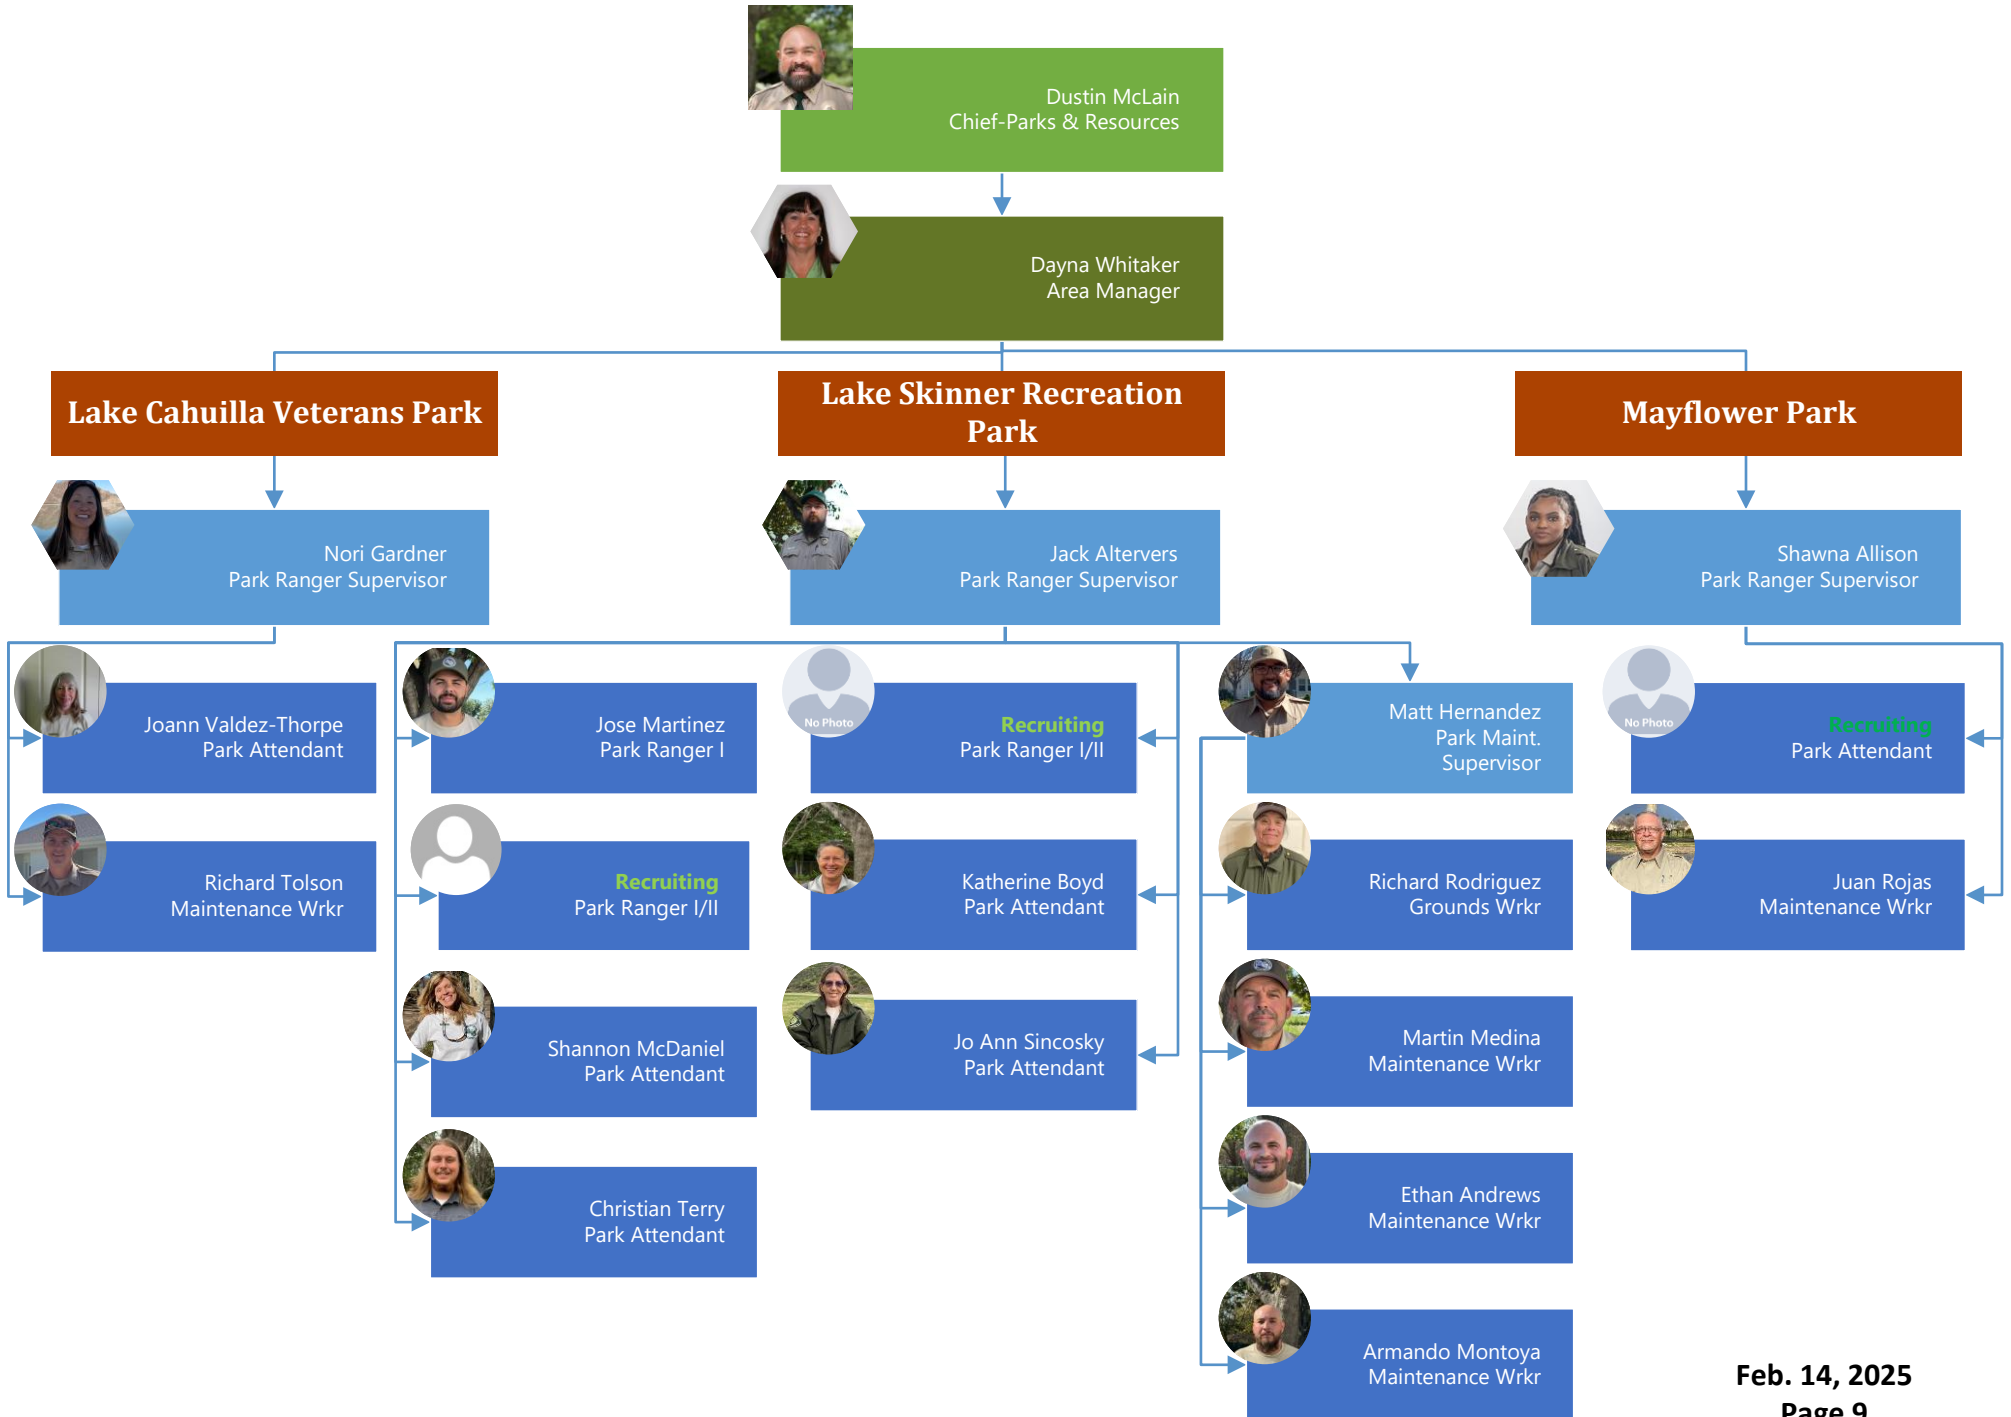 Dustin McLain
Chief-Parks & Resources
Dayna Whitaker
Area Manager
Lake Cahuilla Veterans Park
Lake Skinner Recreation
Park
Mayflower Park
Nori Gardner
Park Ranger Supervisor
Jack Altervers
Park Ranger Supervisor
Shawna Allison
Park Ranger Supervisor
Joann Valdez-Thorpe
Park Attendant
Richard Tolson
Maintenance Wrkr
Jose Martinez
Park Ranger I
Recruiting
Park Ranger I/II
Shannon McDaniel
Park Attendant
Christian Terry
Park Attendant
No Photo
Recruiting
Park Ranger I/II
Katherine Boyd
Park Attendant
Jo Ann Sincosky
Park Attendant
Matt Hernandez
Park Maint.
Supervisor
Richard Rodriguez
Grounds Wrkr
Martin Medina
Maintenance Wrkr
Ethan Andrews
Maintenance Wrkr
Armando Montoya
Maintenance Wrkr
No Photo
Recruiting
Park Attendant
Juan Rojas
Maintenance Wrkr
Feb. 14, 2025
Page 9